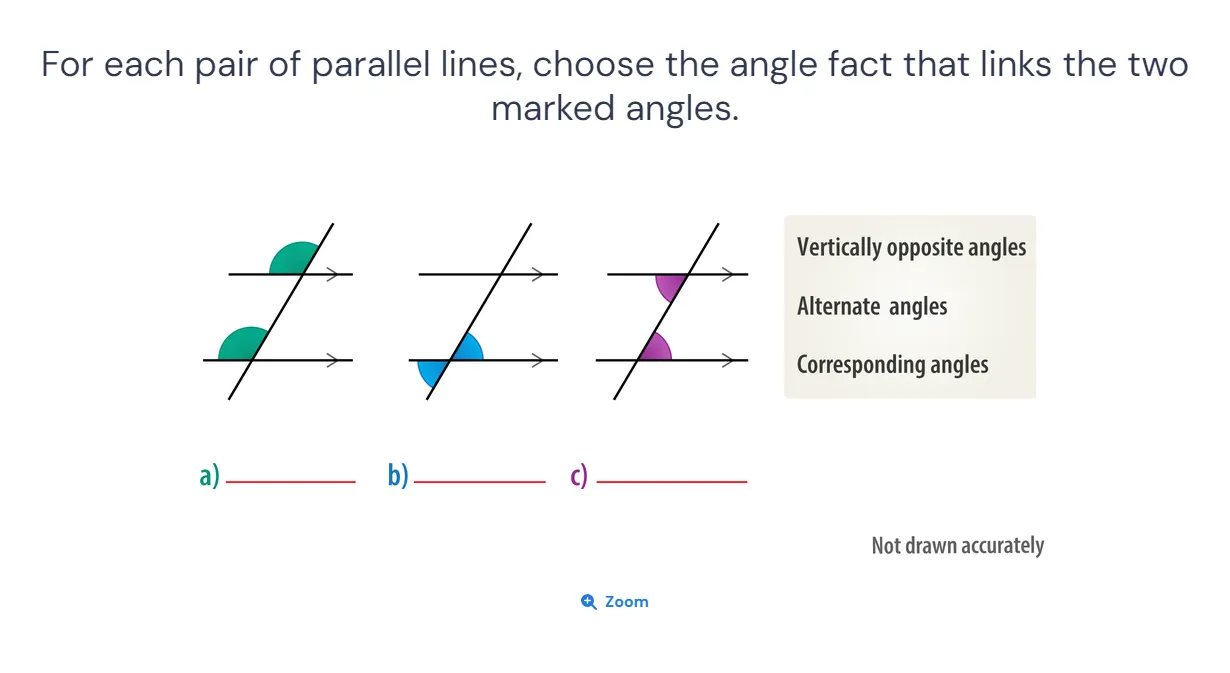 For each pair of parallel lines, choose the angle fact that links the two
marked angles.
Vertically opposite angles
Alternate angles
Corresponding angles
a)
b)
c)
Not drawn accurately
Zoom